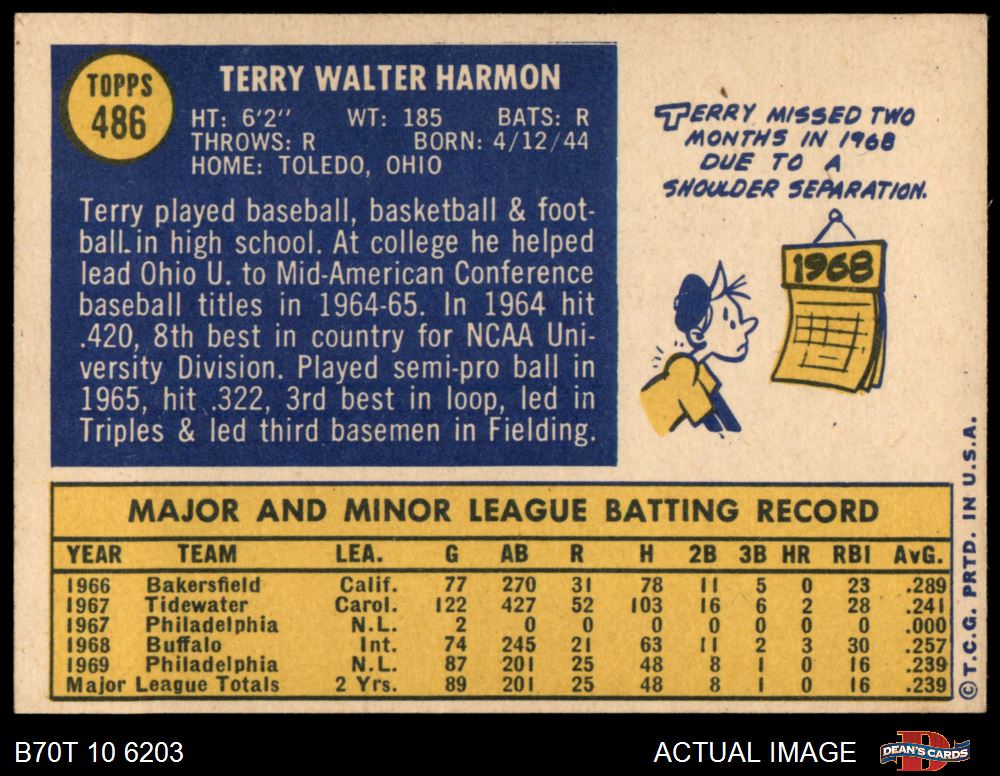 TOPPS
486
TERRY WALTER HARMON
HT: 6'2" WT: 185 BATS: R
THROWS: R BORN: 4/12/44
HOME: TOLEDO, OHIO
Terry played baseball, basketball & foot-
ball. in high school. At college he helped
lead Ohio U. to Mid-American Conference
baseball titles in 1964-65. In 1964 hit
.420, 8th best in country for NCAA Uni-
versity Division. Played semi-pro ball in
1965, hit .322, 3rd best in loop, led in
Triples & led third basemen in Fielding.
TERRY MISSED TWO
MONTHS IN 1968
DUE TO A
SHOULDER SEPARATION.
1968
MAJOR AND MINOR LEAGUE BATTING RECORD
YEAR TEAM LEA. G AB R H 2B 3B HR RBI AvG.
1966 Bakersfield Calif. 77 270 31 78 11 5 0 23 .289
1967 Tidewater Carol. 122 427 52 103 16 6 2 28 .241
1967 Philadelphia N.L. 2 0 0 0 0 0 0 0 .000
1968 Buffalo Int. 74 245 21 63 11 2 3 30 .257
1969 Philadelphia N.L. 87 201 25 48 8 1 0 16 .239
Major League Totals 2 Yrs. 89 201 25 48 8 1 0 16 .239
© T.C.G. PRTD. IN U.S.A.
B70T 10 6203 ACTUAL IMAGE
D
DEAN'S CARDS